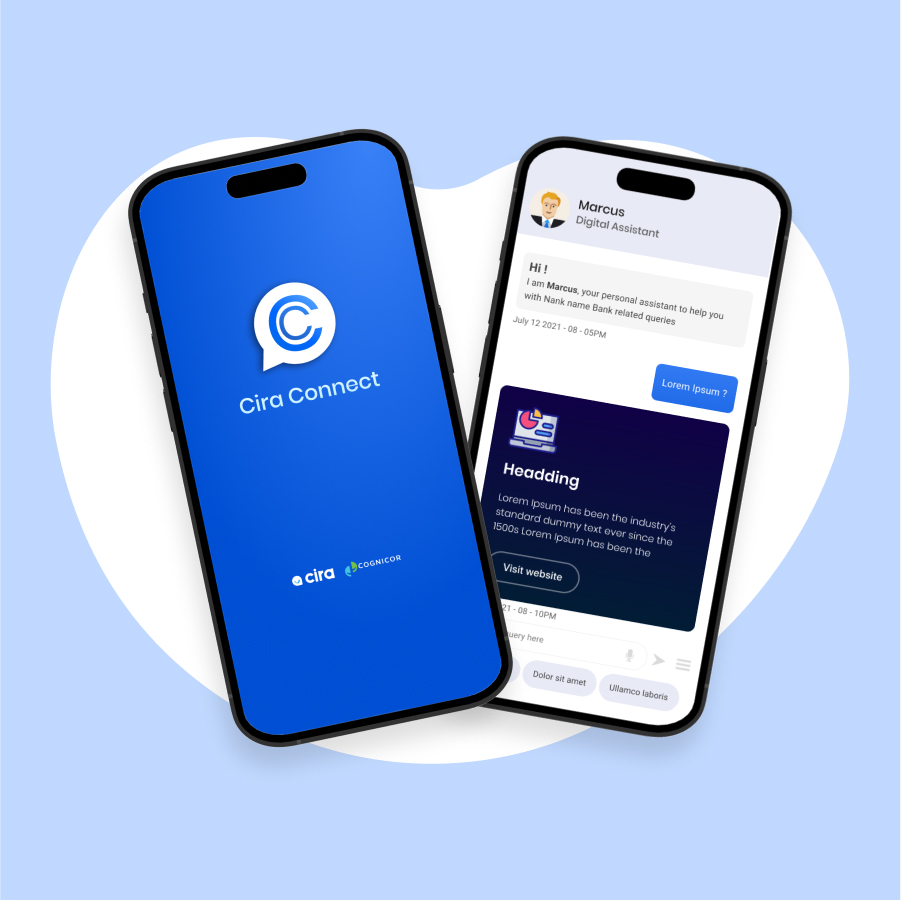 Cira Connect
cira COGNICOR
Marcus
Digital Assistant
Hi !
I am Marcus, your personal assistant to help you
with Nank name Bank related queries
July 12 2021 - 08 - 05PM
Lorem Ipsum ?
Headding
Lorem Ipsum has been the industry's
standard dummy text ever since the
1500s Lorem Ipsum has been the
Visit website
21 - 08 - 10PM
uery here
Dolor sit amet
Ullamco laboris